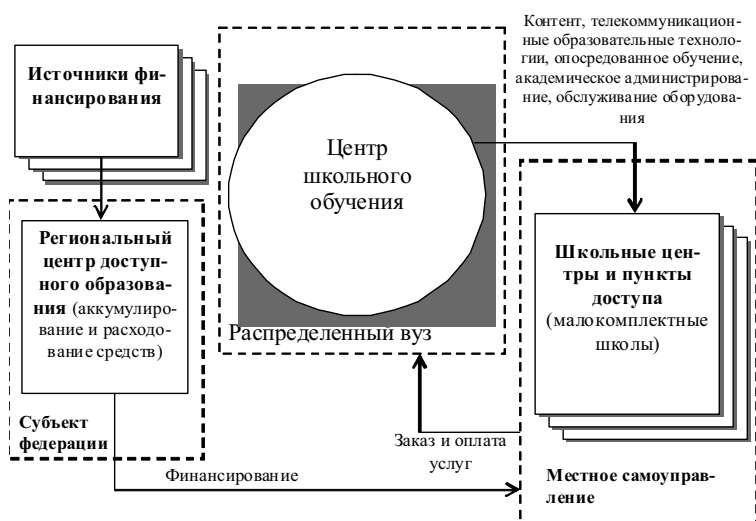 Источники фи-
нансирования
Региональный
центр доступ-
ного образова-
ния (аккумулиро-
вание и расходо-
вание средств)
Субъект
федерации
Финансирование
Центр
школьного
обучения
Распределенный вуз
Заказ и оплата
услуг
Контент, телекоммуникацион-
ные образовательные техноло-
гии, опосредованное обучение,
академическое администрирова-
ние, обслуживание оборудова-
ния
Школьные цен-
тры и пункты
доступа
(малокомплектные
школы)
Местное самоуправ-
ление